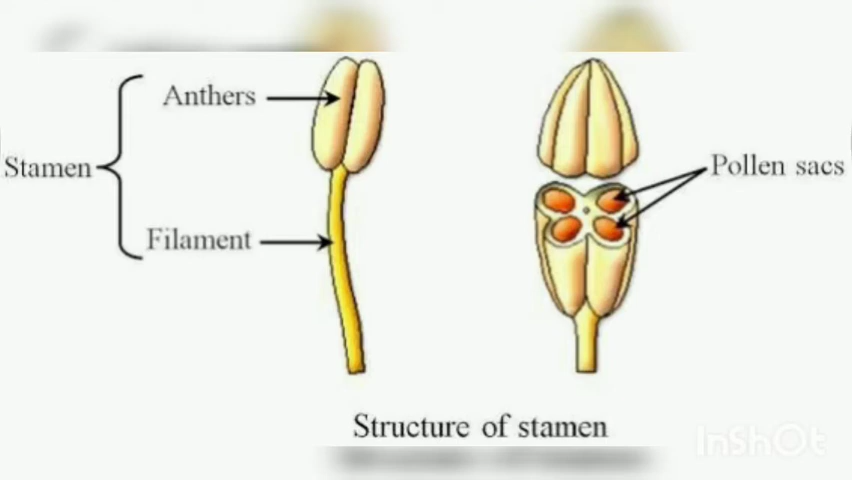 Anthers
Stamen
Pollen sacs
Filament
Structure of stamen
InShOt